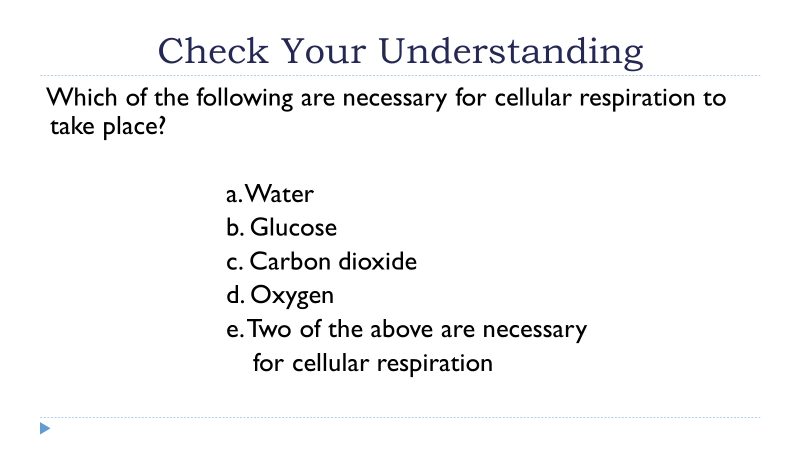 Check Your Understanding
Which of the following are necessary for cellular respiration to
take place?
a. Water
b. Glucose
c. Carbon dioxide
d. Oxygen
e. Two of the above are necessary
for cellular respiration